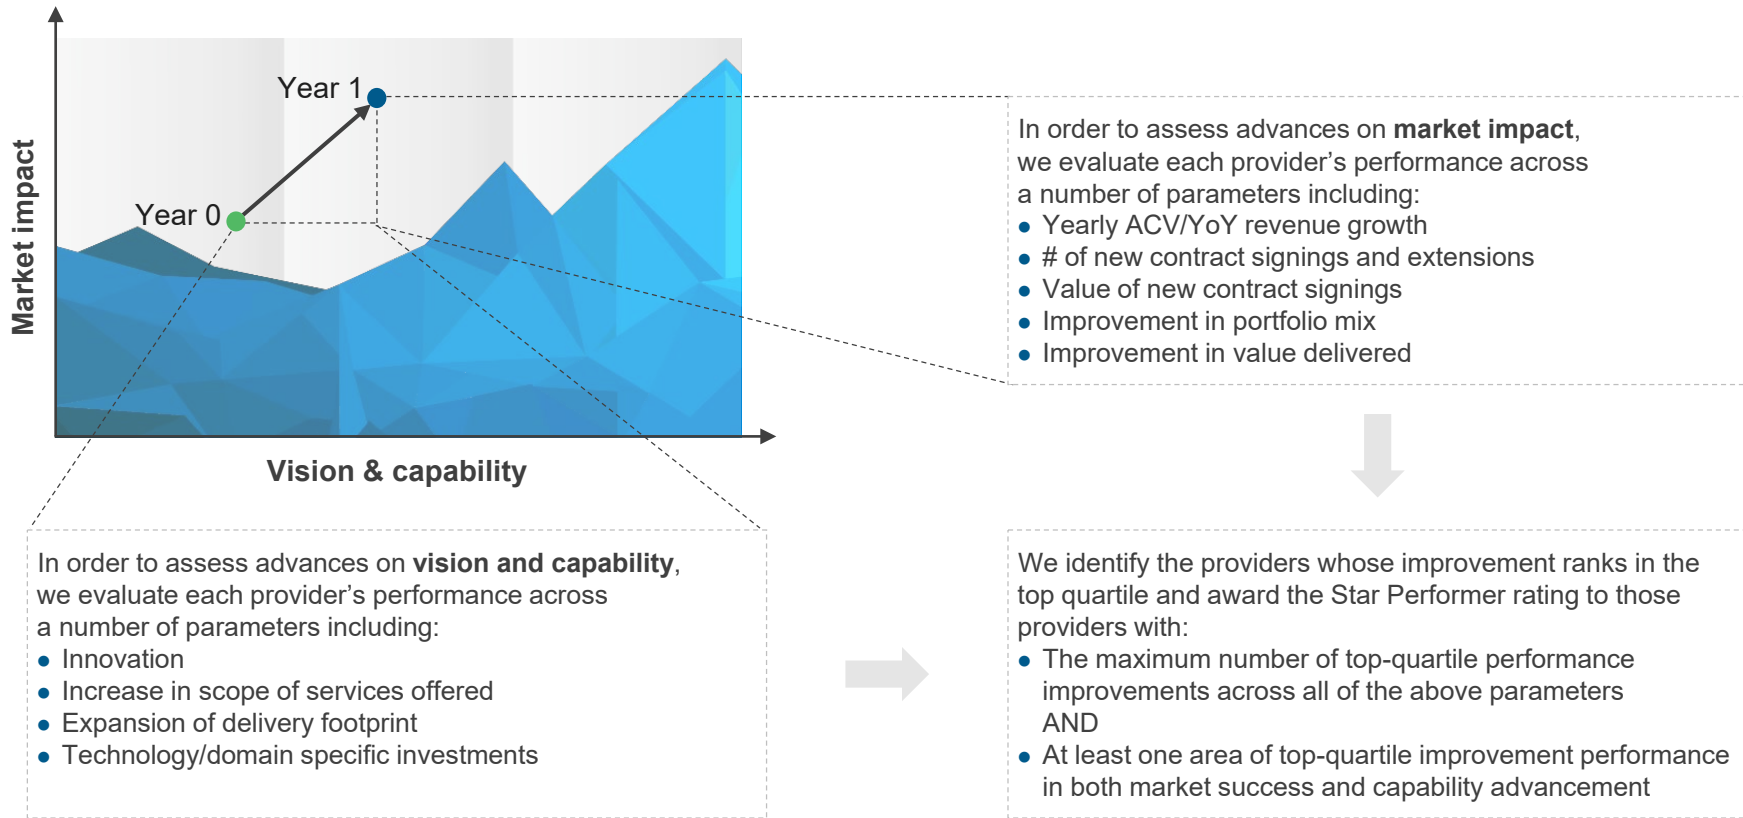 Year 1
Year 0
Market impact
Vision & capability
In order to assess advances on market impact,
we evaluate each provider’s performance across
a number of parameters including:
● Yearly ACV/YoY revenue growth
● # of new contract signings and extensions
● Value of new contract signings
● Improvement in portfolio mix
● Improvement in value delivered
In order to assess advances on vision and capability,
we evaluate each provider’s performance across
a number of parameters including:
● Innovation
● Increase in scope of services offered
● Expansion of delivery footprint
● Technology/domain specific investments
We identify the providers whose improvement ranks in the
top quartile and award the Star Performer rating to those
providers with:
● The maximum number of top-quartile performance
improvements across all of the above parameters
AND
● At least one area of top-quartile improvement performance
in both market success and capability advancement